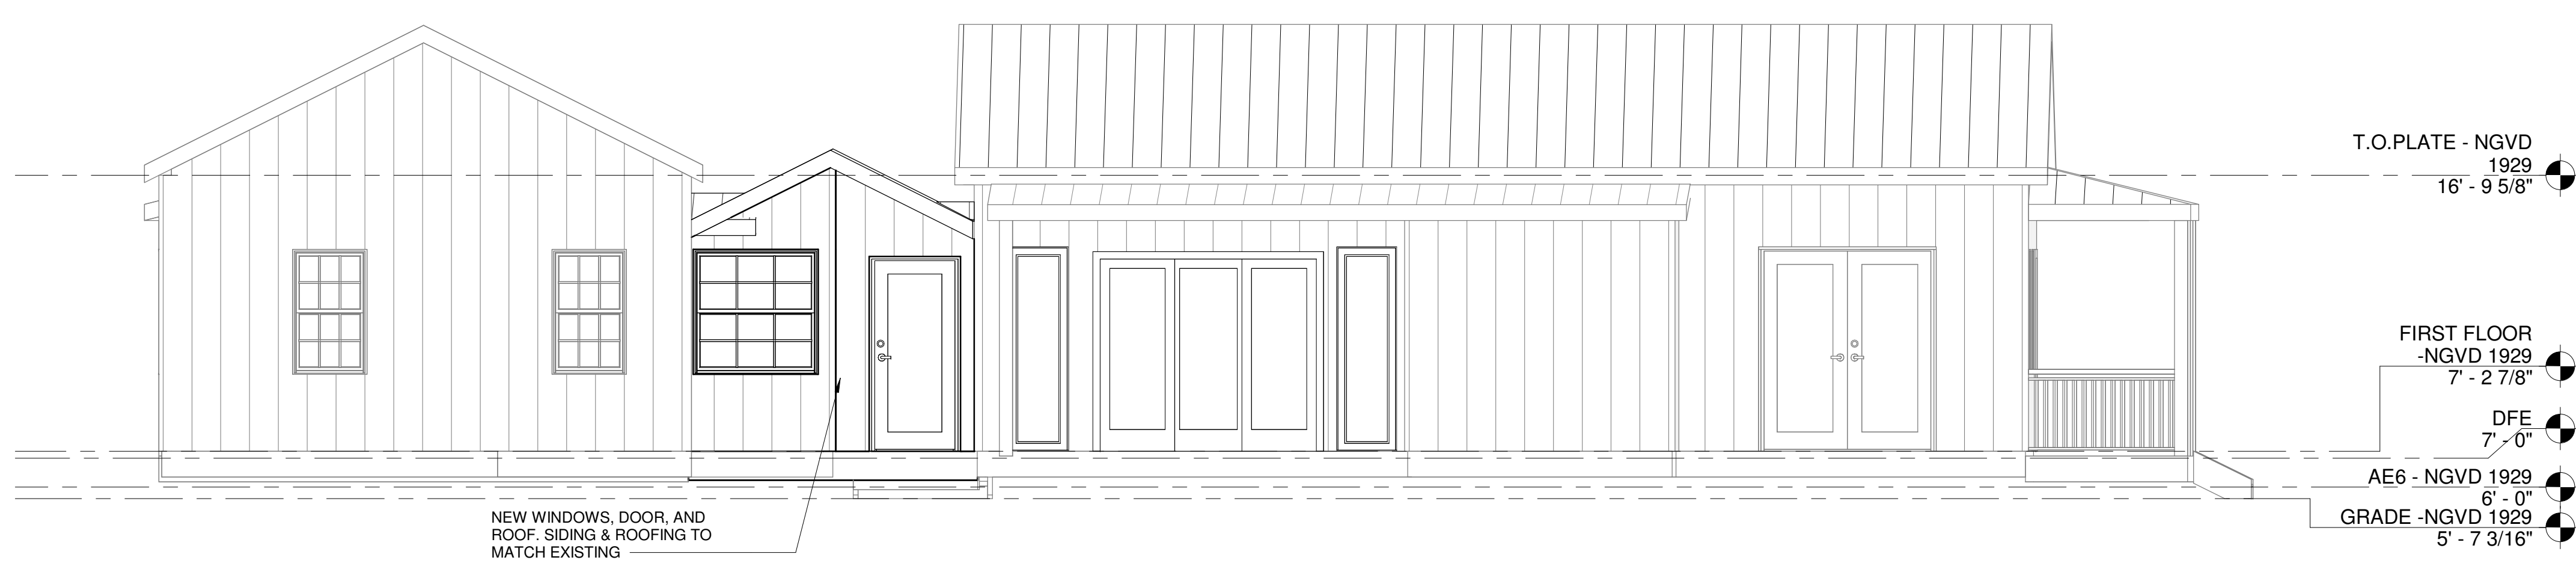 T.O.PLATE - NGVD
1929
16' - 9 5/8"
FIRST FLOOR
-NGVD 1929
7' - 2 7/8"
DFE
7' - 0"
AE6 - NGVD 1929
6' - 0"
GRADE -NGVD 1929
5' - 7 3/16"
NEW WINDOWS, DOOR, AND
ROOF. SIDING & ROOFING TO
MATCH EXISTING